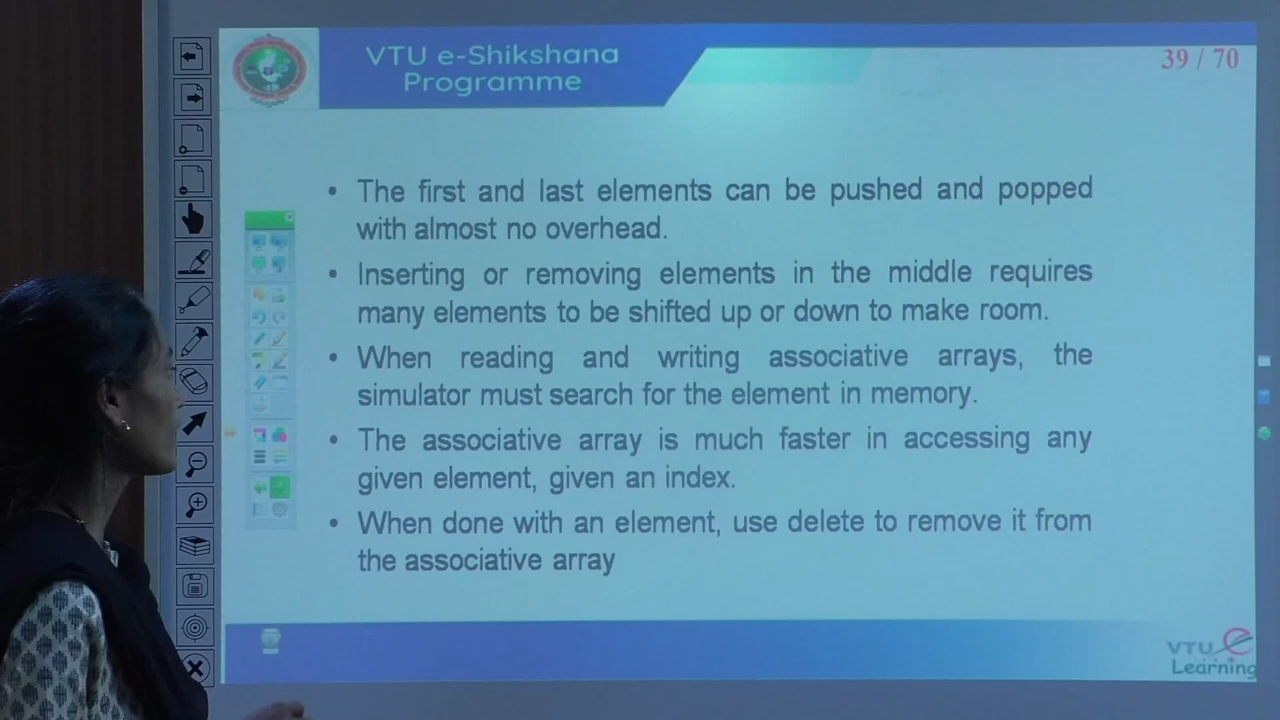 VTU e-Shikshana
Programme
39 / 70
• The first and last elements can be pushed and popped
with almost no overhead.
• Inserting or removing elements in the middle requires
many elements to be shifted up or down to make room.
• When reading and writing associative arrays, the
simulator must search for the element in memory.
• The associative array is much faster in accessing any
given element, given an index.
• When done with an element, use delete to remove it from
the associative array
VTU e
Learning